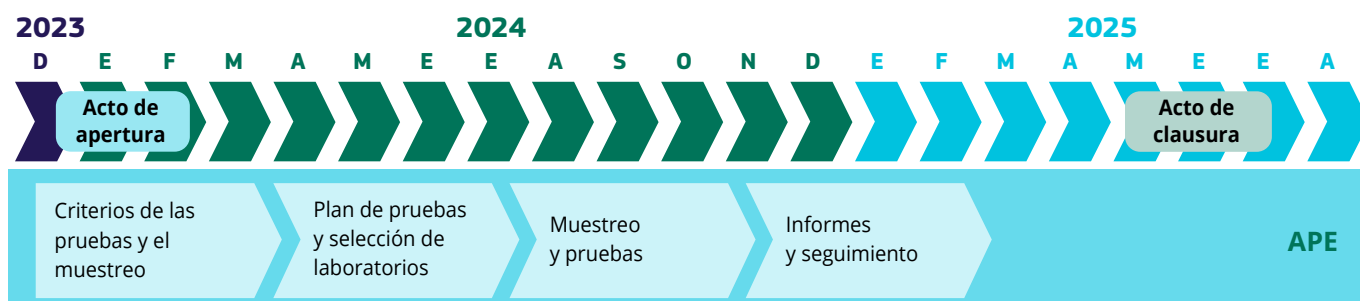 2023 2024 2025
D E F M A M E E A S O N D E F M A M E E A
Acto de
apertura
Acto de
clausura
Criterios de las
pruebas y el
muestreo
Plan de pruebas
y selección de
laboratorios
Muestreo
y pruebas
Informes
y seguimiento
APE